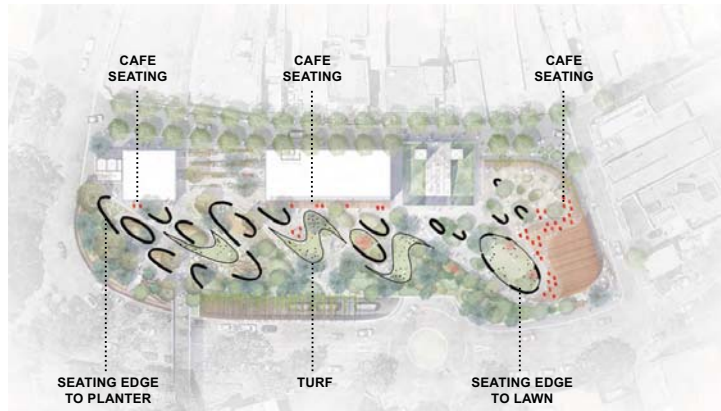 CAFE
SEATING
CAFE
SEATING
CAFE
SEATING
SEATING EDGE
TO PLANTER
TURF
SEATING EDGE
TO LAWN